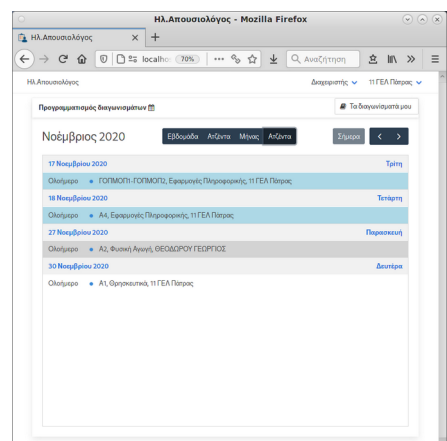 Ηλ.Απουσιολόγος - Mozilla Firefox
Ηλ.Απουσιολόγος
localho 70% Αναζήτηση
Ηλ.Απουσιολόγος Διαχειριστής 11 ΓΕΛ Πάτρας
Προγραμματισμός διαγωνισμάτων Τα διαγωνίσματα μου
Νοέμβριος 2020 Εβδομάδα Ατζέντα Μήνας Ατζέντα Σήμερα
17 Νοεμβρίου 2020 Τρίτη
Ολοήμερο ΓΟΠΜΟΠ1-ΓΟΠΜΟΠ2, Εφαρμογές Πληροφορικής, 11 ΓΕΛ Πάτρας
18 Νοεμβρίου 2020 Τετάρτη
Ολοήμερο Α4, Εφαρμογές Πληροφορικής, 11 ΓΕΛ Πάτρας
27 Νοεμβρίου 2020 Παρασκευή
Ολοήμερο Α2, Φυσική Αγωγή, ΘΕΟΔΩΡΟΥ ΓΕΩΡΓΙΟΣ
30 Νοεμβρίου 2020 Δευτέρα
Ολοήμερο Α1, Θρησκευτικά, 11 ΓΕΛ Πάτρας